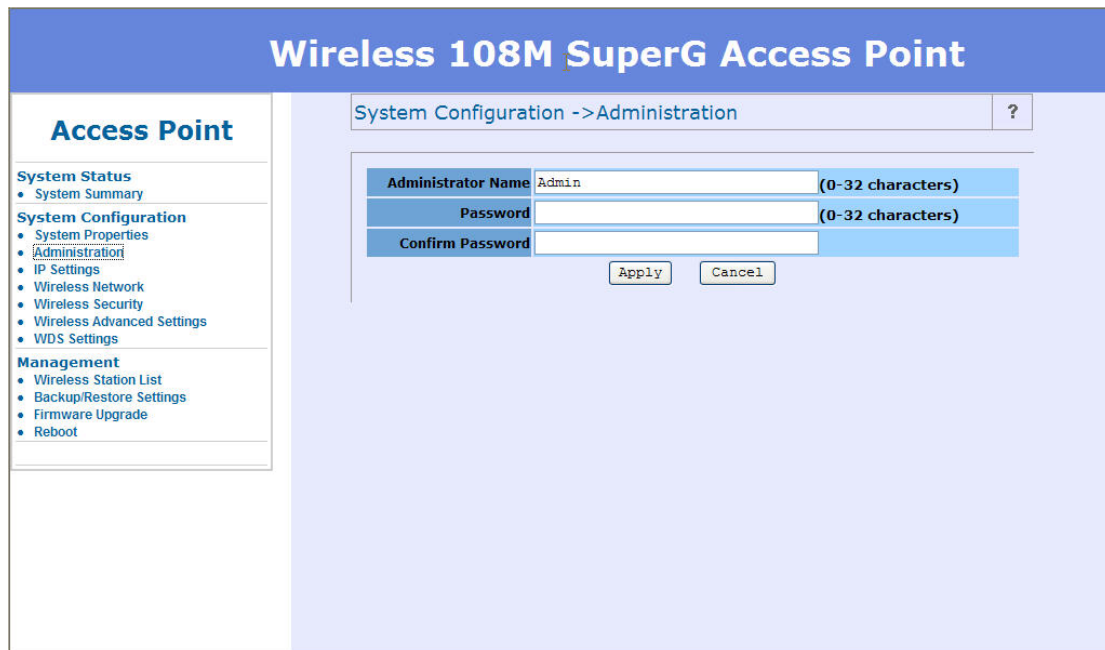 Wireless 108M SuperG Access Point
Access Point
System Status
• System Summary
System Configuration
• System Properties
• Administration
• IP Settings
• Wireless Network
• Wireless Security
• Wireless Advanced Settings
• WDS Settings
Management
• Wireless Station List
• Backup/Restore Settings
• Firmware Upgrade
• Reboot
System Configuration ->Administration ?
Administrator Name Admin (0-32 characters)
Password (0-32 characters)
Confirm Password
Apply Cancel